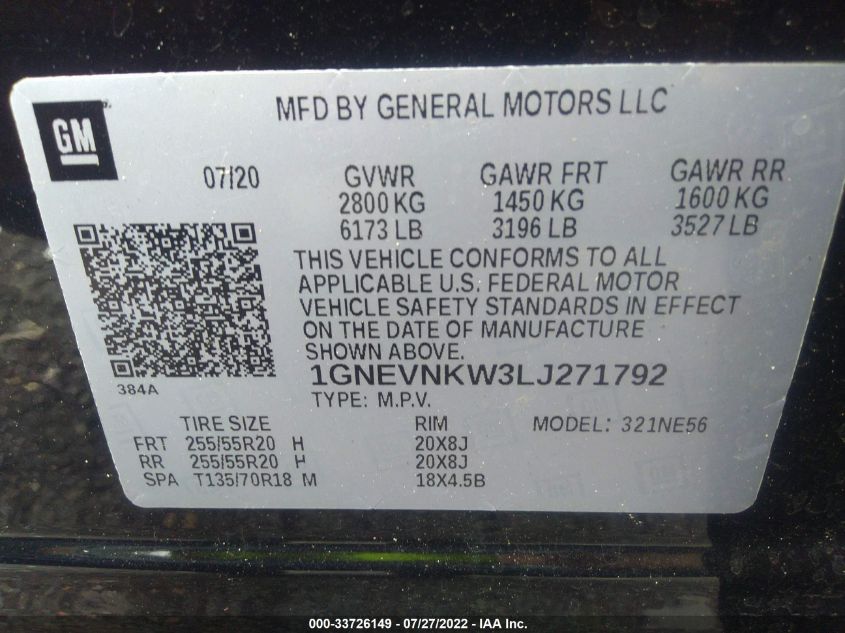 MFD BY GENERAL MOTORS LLC
GM
07/20 GVWR GAWR FRT GAWR RR
2800 KG 1450 KG 1600 KG
6173 LB 3196 LB 3527 LB
THIS VEHICLE CONFORMS TO ALL
APPLICABLE U.S. FEDERAL MOTOR
VEHICLE SAFETY STANDARDS IN EFFECT
ON THE DATE OF MANUFACTURE
SHOWN ABOVE.
1GNEVNKW3LJ271792
384A
TYPE: M.P.V.
TIRE SIZE RIM MODEL: 321NE56
FRT 255/55R20 H 20X8J
RR 255/55R20 H 20X8J
SPA T135/70R18 M 18X4.5B
000-33726149 - 07/27/2022 - IAA Inc.